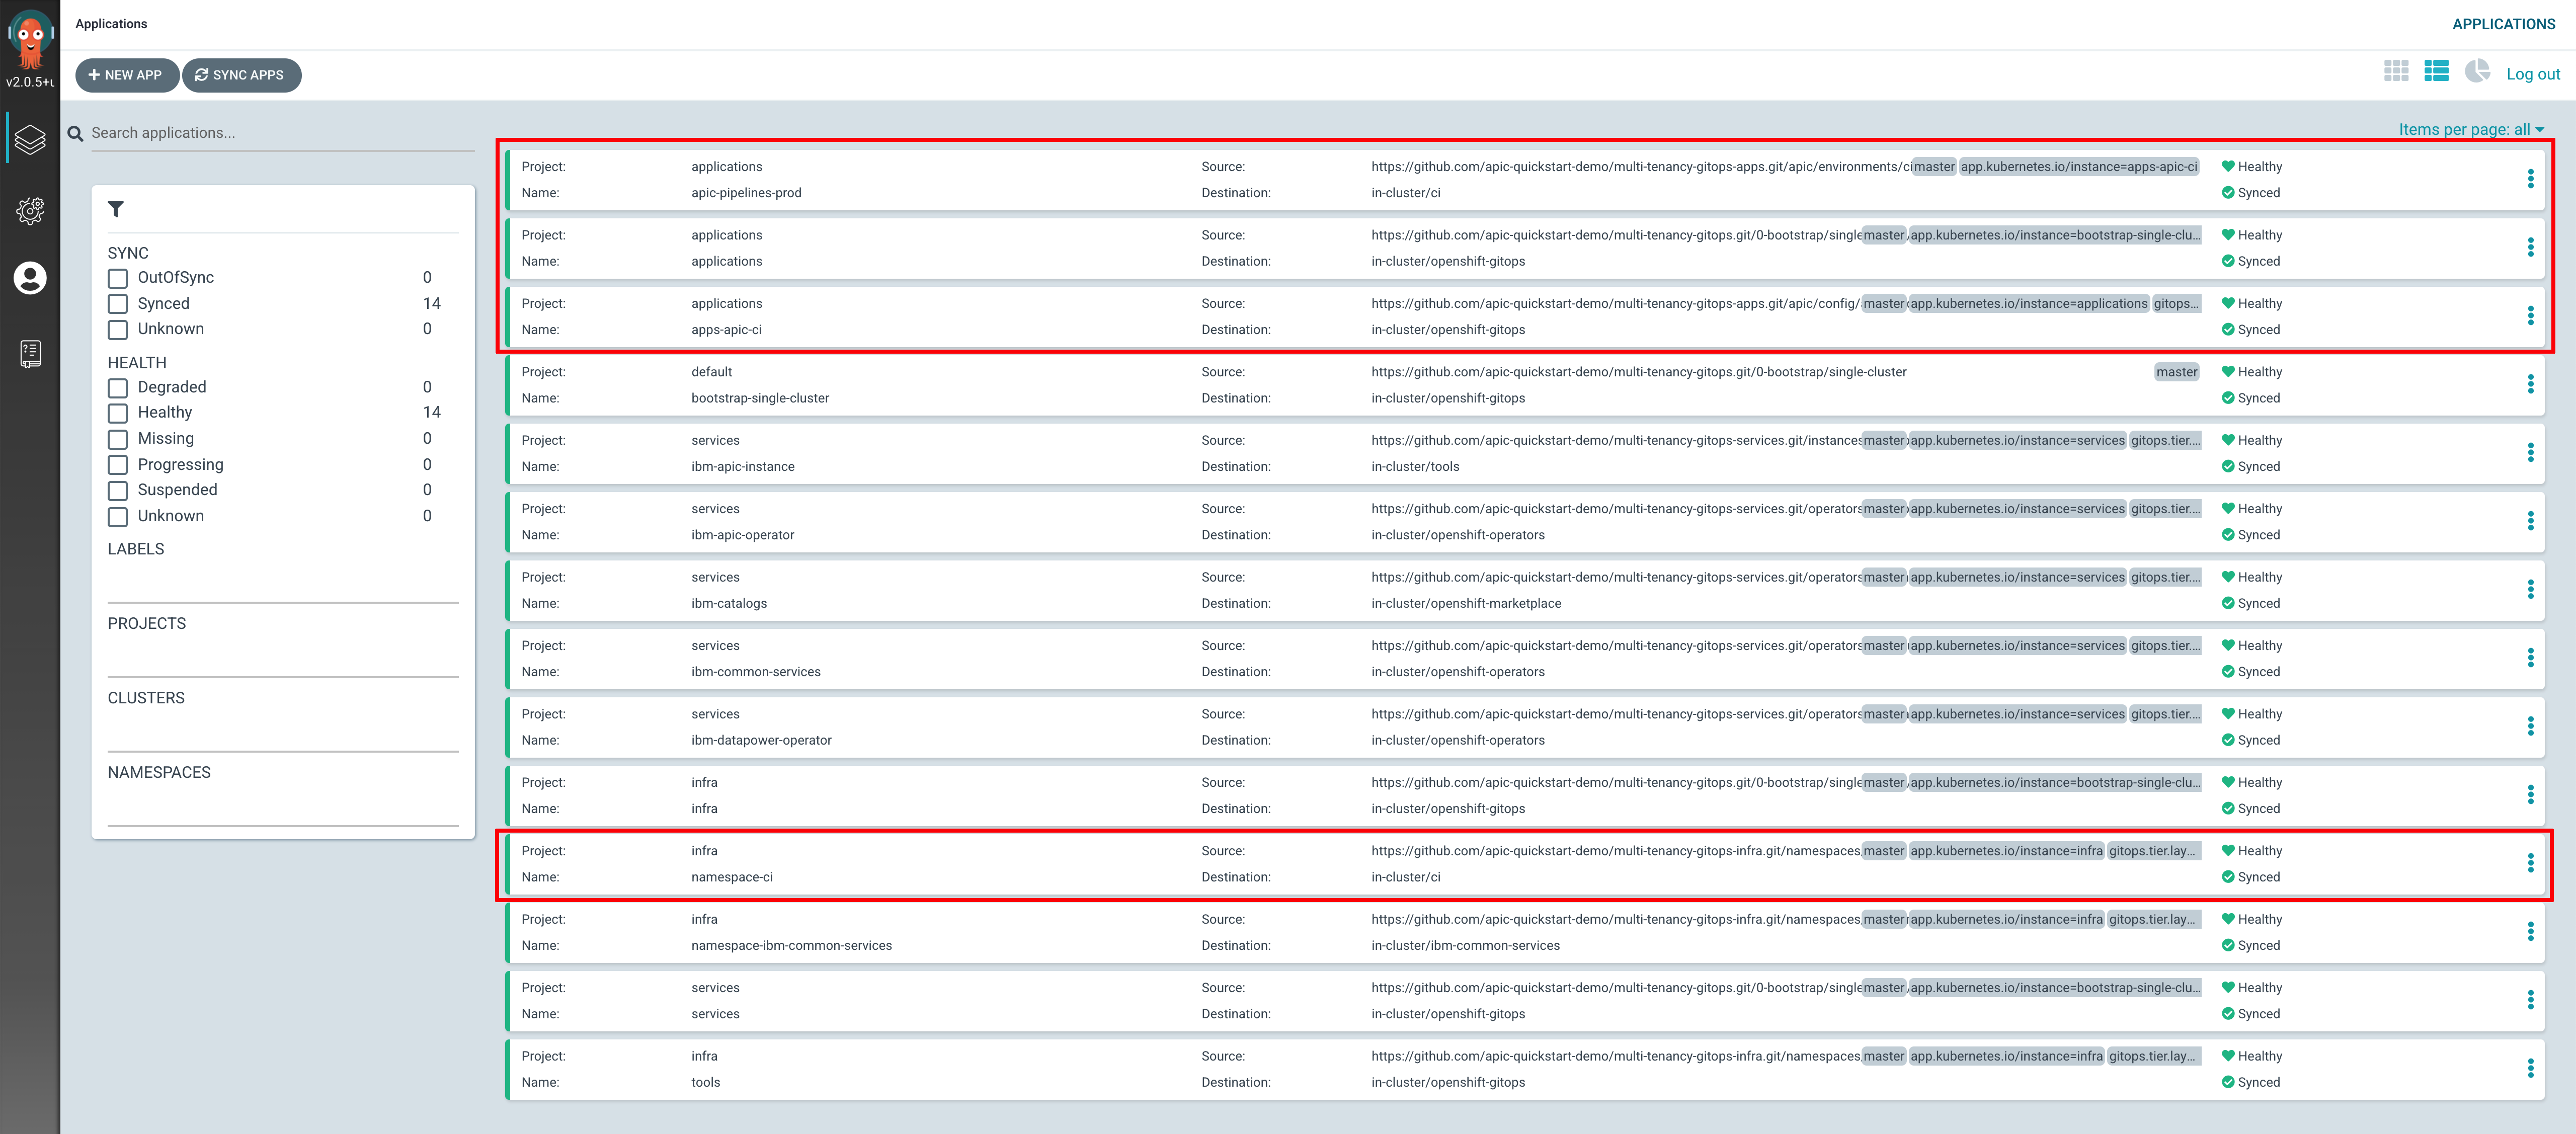 Applications
APPLICATIONS
v2.0.5+
NEW APP
SYNC APPS
Log out
Search applications...
Items per page: all
SYNC
OutOfSync 0
Synced 14
Unknown 0
HEALTH
Degraded 0
Healthy 14
Missing 0
Progressing 0
Suspended 0
Unknown 0
LABELS
PROJECTS
CLUSTERS
NAMESPACES
Project: applications Source: https://github.com/apic-quickstart-demo/multi-tenancy-gitops-apps.git/apic/environments/ci master app.kubernetes.io/instance=apps-apic-ci Healthy
Name: apic-pipelines-prod Destination: in-cluster/ci Synced
Project: applications Source: https://github.com/apic-quickstart-demo/multi-tenancy-gitops.git/0-bootstrap/single master app.kubernetes.io/instance=bootstrap-single-clu... Healthy
Name: applications Destination: in-cluster/openshift-gitops Synced
Project: applications Source: https://github.com/apic-quickstart-demo/multi-tenancy-gitops-apps.git/apic/config/ master app.kubernetes.io/instance=applications gitops... Healthy
Name: apps-apic-ci Destination: in-cluster/openshift-gitops Synced
Project: default Source: https://github.com/apic-quickstart-demo/multi-tenancy-gitops.git/0-bootstrap/single-cluster master Healthy
Name: bootstrap-single-cluster Destination: in-cluster/openshift-gitops Synced
Project: services Source: https://github.com/apic-quickstart-demo/multi-tenancy-gitops-services.git/instances master app.kubernetes.io/instance=services gitops.tier.... Healthy
Name: ibm-apic-instance Destination: in-cluster/tools Synced
Project: services Source: https://github.com/apic-quickstart-demo/multi-tenancy-gitops-services.git/operators master app.kubernetes.io/instance=services gitops.tier.... Healthy
Name: ibm-apic-operator Destination: in-cluster/openshift-operators Synced
Project: services Source: https://github.com/apic-quickstart-demo/multi-tenancy-gitops-services.git/operators master app.kubernetes.io/instance=services gitops.tier.... Healthy
Name: ibm-catalogs Destination: in-cluster/openshift-marketplace Synced
Project: services Source: https://github.com/apic-quickstart-demo/multi-tenancy-gitops-services.git/operators master app.kubernetes.io/instance=services gitops.tier.... Healthy
Name: ibm-common-services Destination: in-cluster/openshift-operators Synced
Project: services Source: https://github.com/apic-quickstart-demo/multi-tenancy-gitops-services.git/operators master app.kubernetes.io/instance=services gitops.tier.... Healthy
Name: ibm-datapower-operator Destination: in-cluster/openshift-operators Synced
Project: infra Source: https://github.com/apic-quickstart-demo/multi-tenancy-gitops.git/0-bootstrap/single master app.kubernetes.io/instance=bootstrap-single-clu... Healthy
Name: infra Destination: in-cluster/openshift-gitops Synced
Project: infra Source: https://github.com/apic-quickstart-demo/multi-tenancy-gitops-infra.git/namespaces master app.kubernetes.io/instance=infra gitops.tier.lay... Healthy
Name: namespace-ci Destination: in-cluster/ci Synced
Project: infra Source: https://github.com/apic-quickstart-demo/multi-tenancy-gitops-infra.git/namespaces master app.kubernetes.io/instance=infra gitops.tier.lay... Healthy
Name: namespace-ibm-common-services Destination: in-cluster/ibm-common-services Synced
Project: services Source: https://github.com/apic-quickstart-demo/multi-tenancy-gitops.git/0-bootstrap/single master app.kubernetes.io/instance=bootstrap-single-clu... Healthy
Name: services Destination: in-cluster/openshift-gitops Synced
Project: infra Source: https://github.com/apic-quickstart-demo/multi-tenancy-gitops-infra.git/namespaces master app.kubernetes.io/instance=infra gitops.tier.lay... Healthy
Name: tools Destination: in-cluster/openshift-gitops Synced